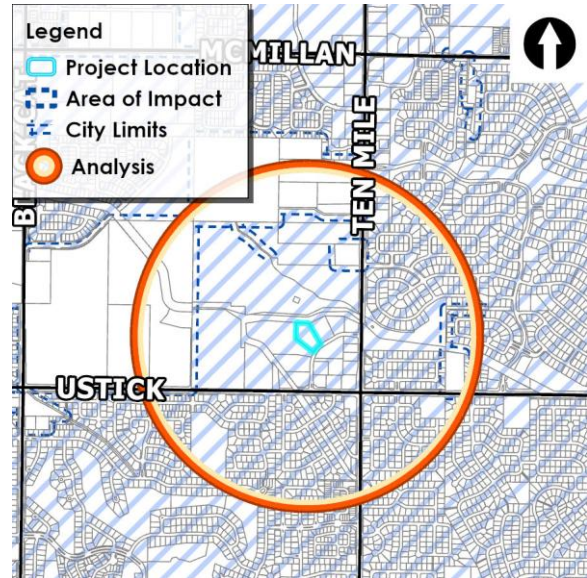 Legend
Project Location
Area of Impact
City Limits
Analysis
MCMILLAN
TEN MILE
USTICK